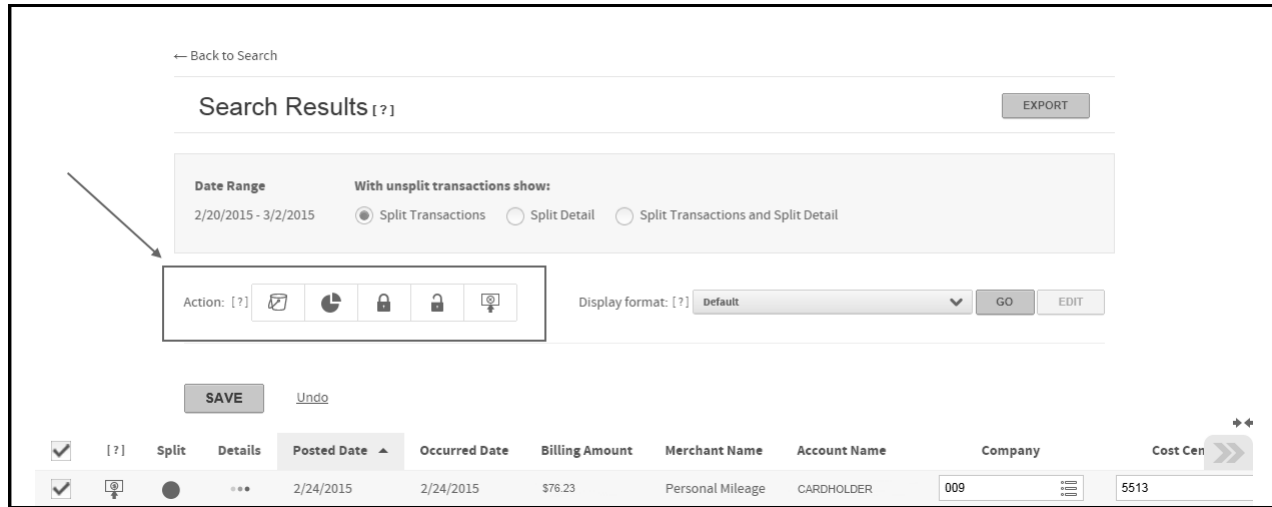 ←Back to Search
Search Results [?]
EXPORT
Date Range
With unsplit transactions show:
2/20/2015 - 3/2/2015
Split Transactions
Split Detail
Split Transactions and Split Detail
Action: [?]
Display format: [?]
Default
GO
EDIT
SAVE
Undo
[?] Split Details Posted Date Occurred Date Billing Amount Merchant Name Account Name Company Cost Cen
2/24/2015 2/24/2015 $76.23 Personal Mileage CARDHOLDER 009 5513